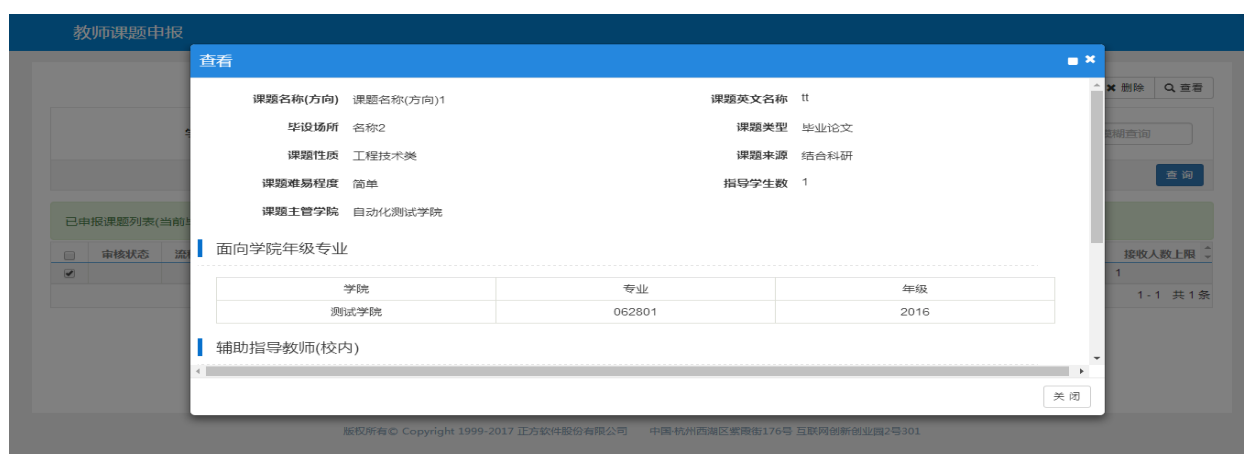 教师课题申报
查看
删除 查看
课题名称(方向) 课题名称(方向)1 课题英文名称 tt
毕设场所 名称2 课题类型 毕业论文
模糊查询
课题性质 工程技术类 课题来源 结合科研
课题难易程度 简单 指导学生数 1
查 询
课题主管学院 自动化测试学院
已申报课题列表(当前
面向学院年级专业
审核状态 流 接收人数上限
1
学院 专业 年级
1 - 1 共 1 条
测试学院 062801 2016
辅助指导教师(校内)
关 闭
版权所有© Copyright 1999-2017 正方软件股份有限公司 中国·杭州西湖区紫霞街176号 互联网创新创业园2号301